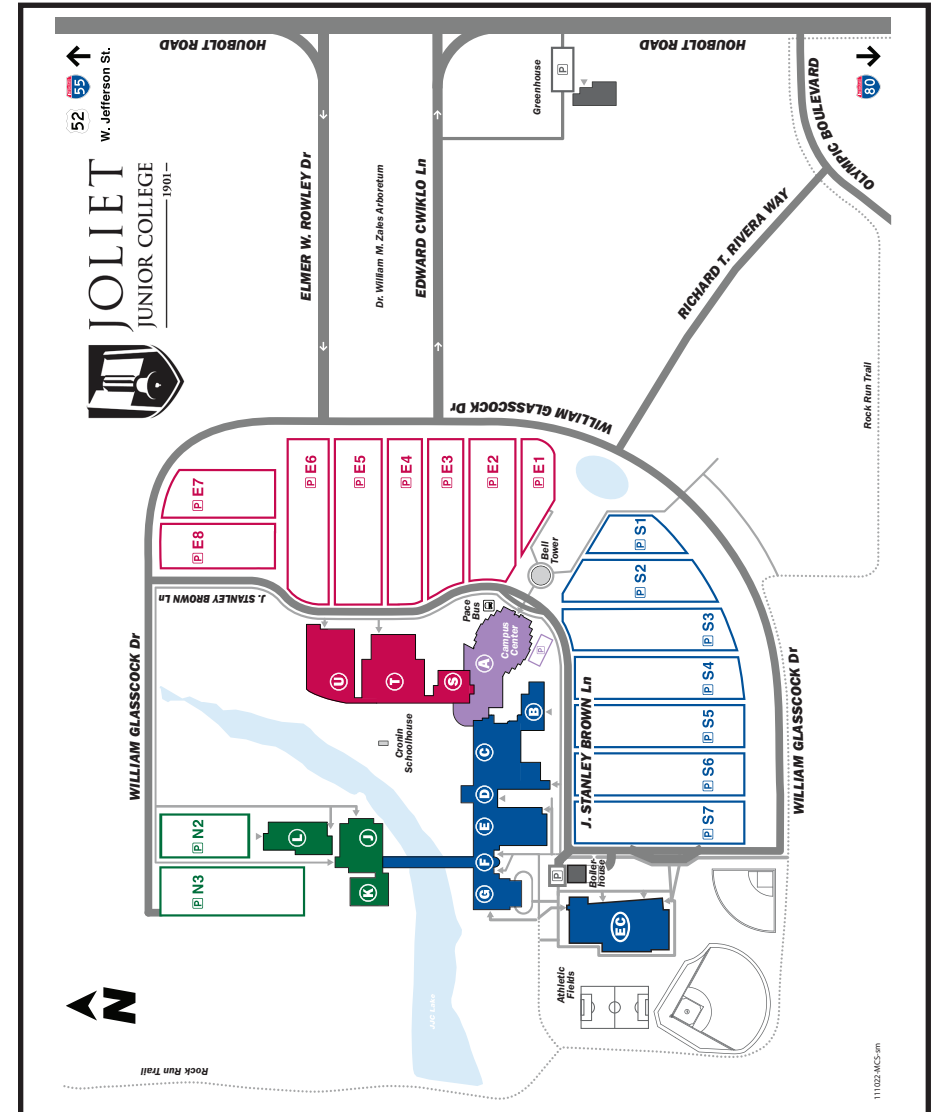 HOUBOLT ROAD
HOUBOLT ROAD
52
55
W. Jefferson St.
80
JOLIET
JUNIOR COLLEGE
1901
ELMER W. ROWLEY Dr
Dr. William M. Zales Arboretum
EDWARD CWIKLO Ln
Greenhouse
P
OLYMPIC BOULEVARD
RICHARD T. RIVERA WAY
Rock Run Trail
WILLIAM GLASSCOCK Dr
P E7
P E8
P E6
P E5
P E4
P E3
P E2
P E1
J. STANLEY BROWN Ln
Bell
Tower
Pace
Bus
P S1
P S2
P S3
P S4
P S5
P S6
P S7
WILLIAM GLASSCOCK Dr
U
T
S
A
Campus
Center
P
B
C
D
E
F
G
Cronin
Schoolhouse
J. STANLEY BROWN Ln
WILLIAM GLASSCOCK Dr
P N2
P N3
L
J
K
P
Boiler
house
EC
Athletic
Fields
JJC Lake
N
Rock Run Trail
111022-MCS-sm